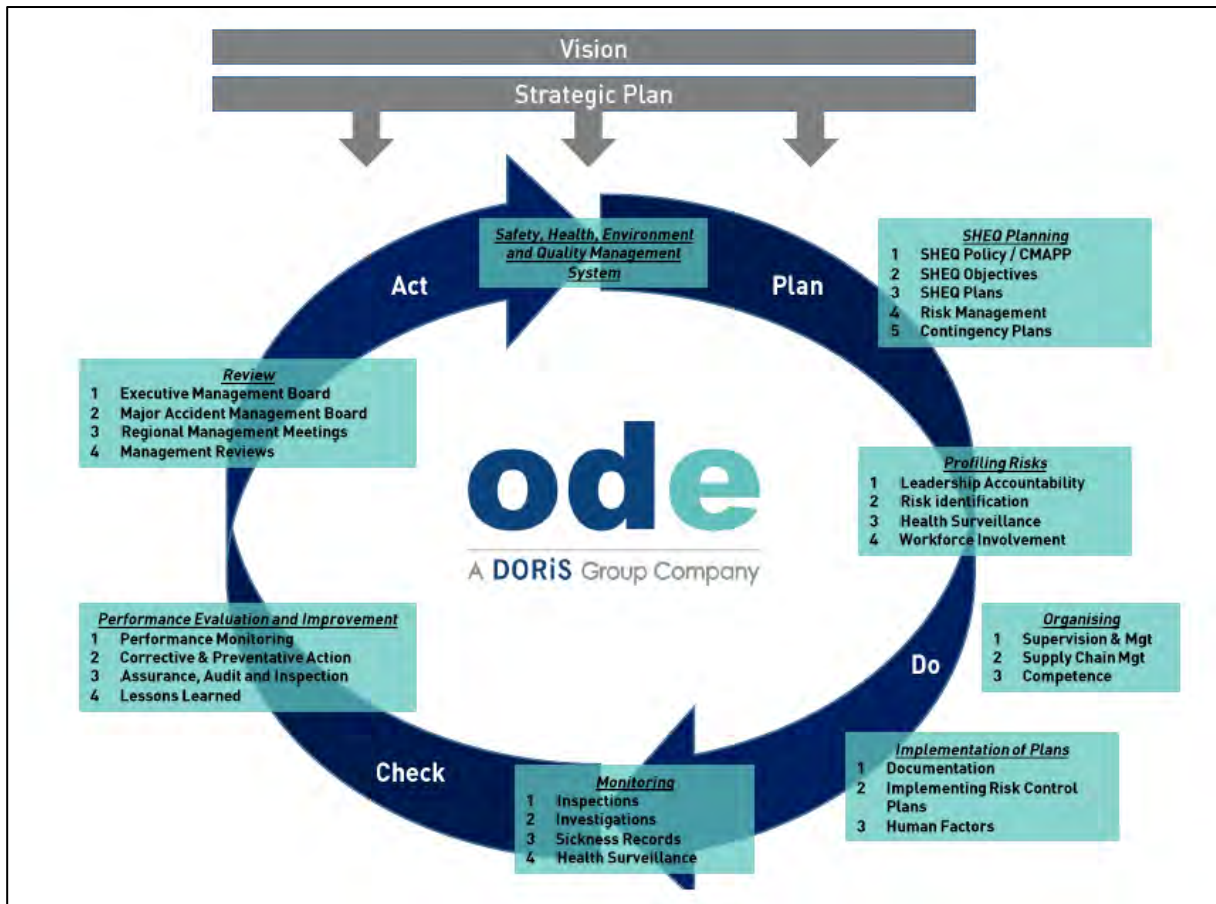 Vision
Strategic Plan
Safety, Health, Environment
and Quality Management
System
Act
Plan
SHEQ Planning
1 SHEQ Policy / CMAPP
2 SHEQ Objectives
3 SHEQ Plans
4 Risk Management
5 Contingency Plans
Review
1 Executive Management Board
2 Major Accident Management Board
3 Regional Management Meetings
4 Management Reviews
ode
A DORiS Group Company
Profiling Risks
1 Leadership Accountability
2 Risk identification
3 Health Surveillance
4 Workforce Involvement
Performance Evaluation and Improvement
1 Performance Monitoring
2 Corrective & Preventative Action
3 Assurance, Audit and Inspection
4 Lessons Learned
Organising
1 Supervision & Mgt
2 Supply Chain Mgt
3 Competence
Do
Implementation of Plans
1 Documentation
2 Implementing Risk Control
Plans
3 Human Factors
Check
Monitoring
1 Inspections
2 Investigations
3 Sickness Records
4 Health Surveillance